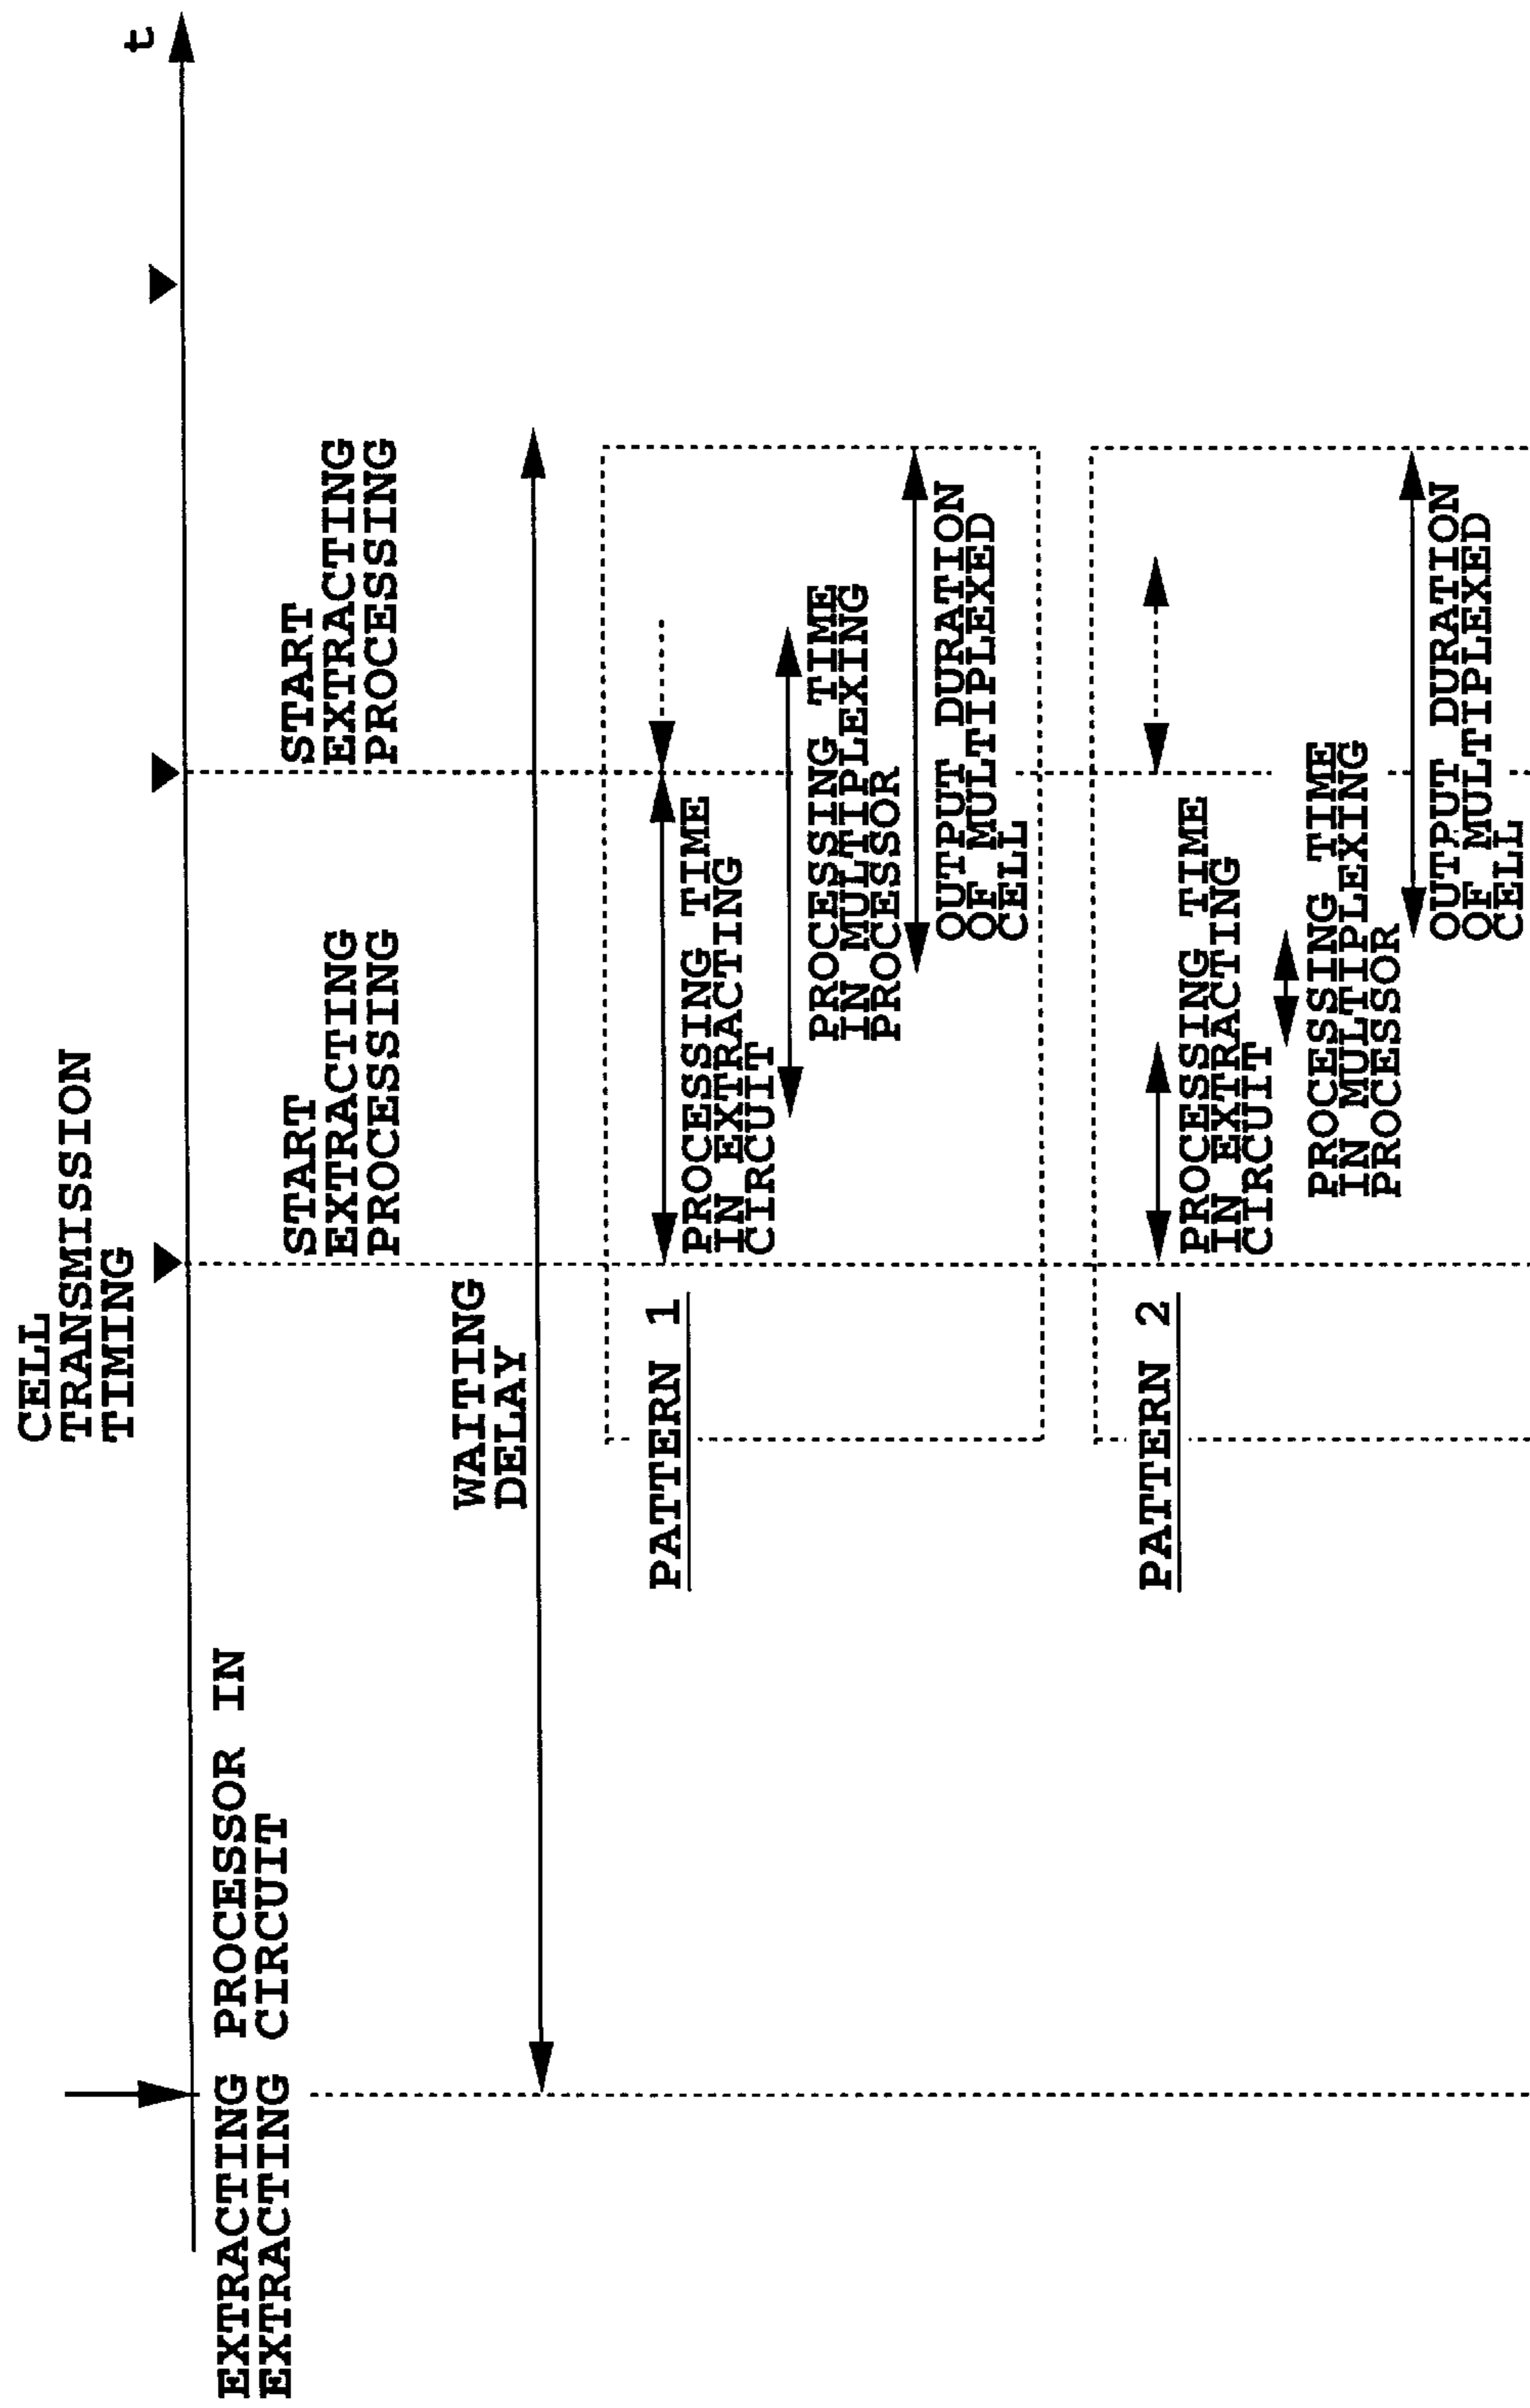 CELL
TRANSMISSION
TIMING
t
EXTRACTING PROCESSOR IN
EXTRACTING CIRCUIT
START
EXTRACTING
PROCESSING
START
EXTRACTING
PROCESSING
WAITING
DELAY
PATTERN 1
PROCESSING TIME
IN EXTRACTING
CIRCUIT
PROCESSING TIME
IN MULTIPLEXING
PROCESSOR
OUTPUT DURATION
OF MULTIPLEXED
CELL
PATTERN 2
PROCESSING TIME
IN EXTRACTING
CIRCUIT
PROCESSING TIME
IN MULTIPLEXING
PROCESSOR
OUTPUT DURATION
OF MULTIPLEXED
CELL